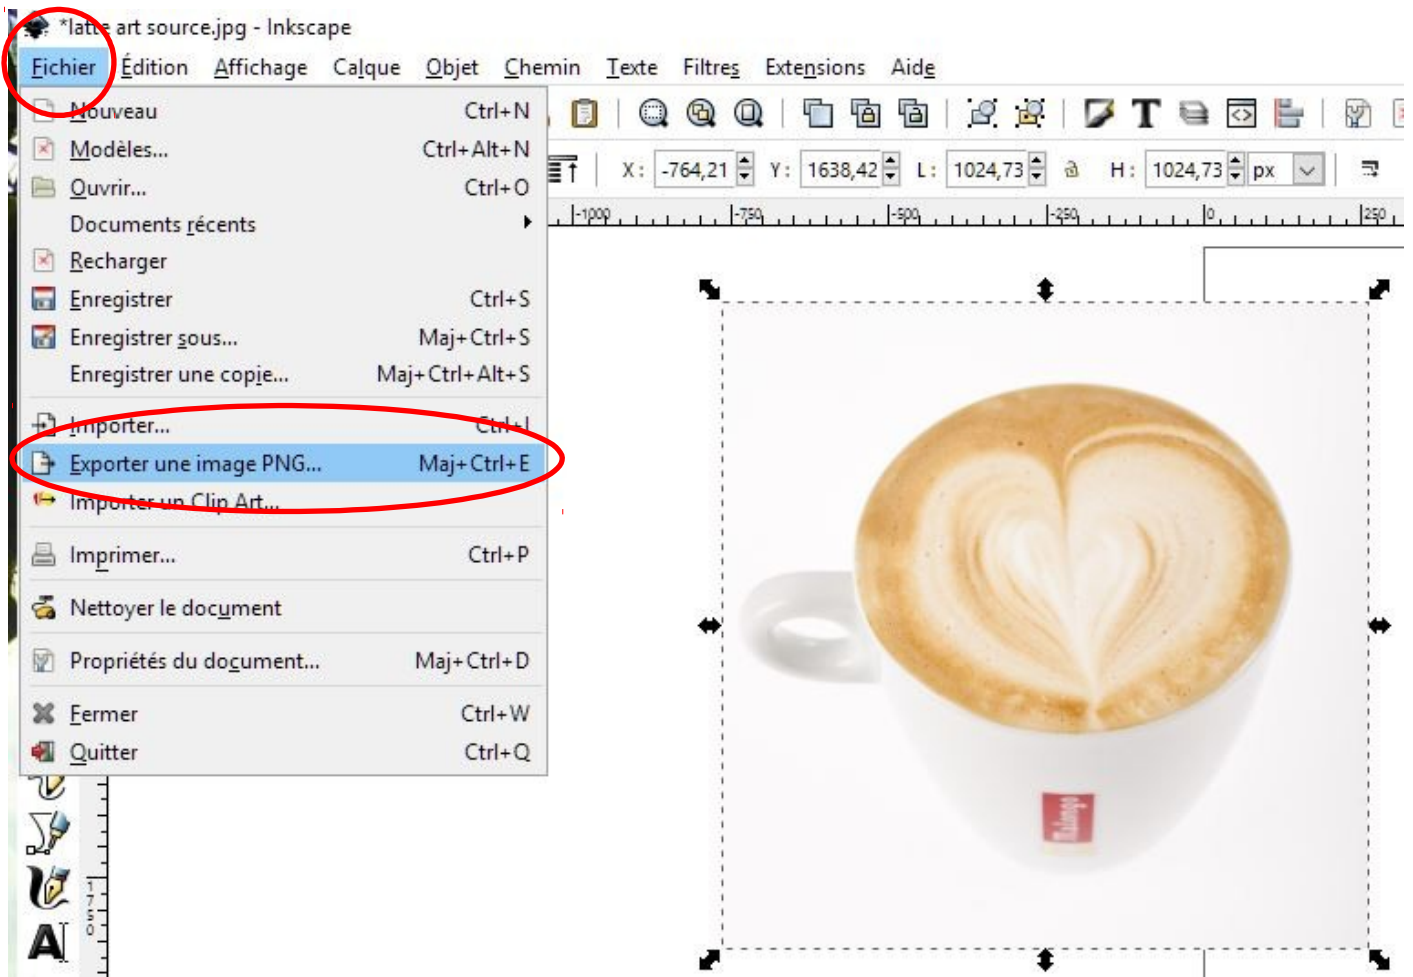 *latte art source.jpg - Inkscape
Fichier Édition Affichage Calque Objet Chemin Texte Filtres Extensions Aide
Nouveau Ctrl+N
Modèles... Ctrl+Alt+N
Ouvrir... Ctrl+O
Documents récents
Recharger
Enregistrer Ctrl+S
Enregistrer sous... Maj+Ctrl+S
Enregistrer une copie... Maj+Ctrl+Alt+S
Importer... Ctrl+I
Exporter une image PNG... Maj+Ctrl+E
Importer un Clip Art...
Imprimer... Ctrl+P
Nettoyer le document
Propriétés du document... Maj+Ctrl+D
Fermer Ctrl+W
Quitter Ctrl+Q
X: -764,21 Y: 1638,42 L: 1024,73 H: 1024,73 px
-1000 -750 -500 -250 0 250
1750
Malongo